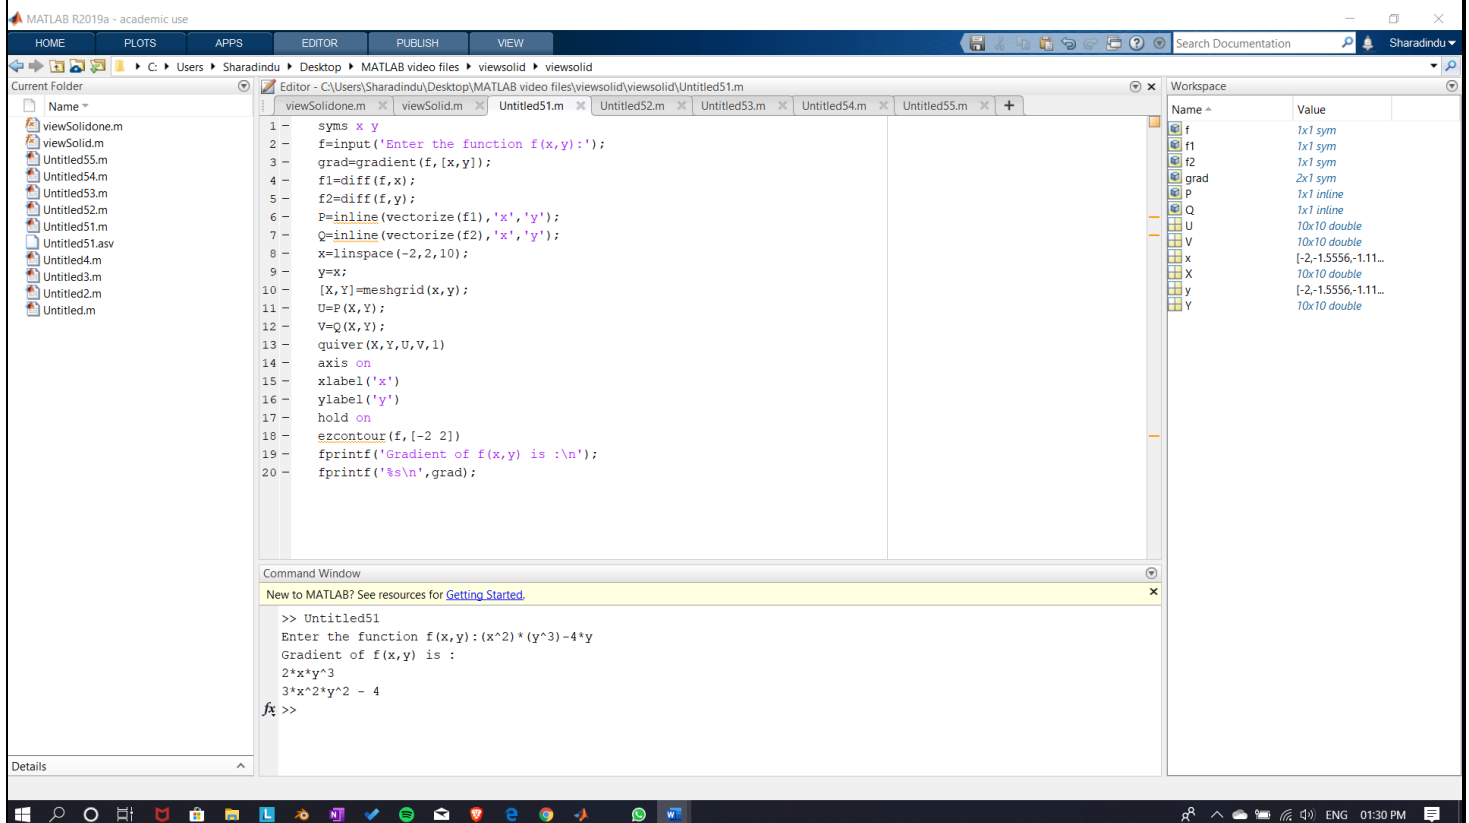 MATLAB R2019a - academic use
HOME PLOTS APPS EDITOR PUBLISH VIEW Search Documentation Sharadindu
C: Users Sharadindu Desktop MATLAB video files viewsolid viewsolid
Current Folder
Name
viewSolidone.m
viewSolid.m
Untitled55.m
Untitled54.m
Untitled53.m
Untitled52.m
Untitled51.m
Untitled51.asv
Untitled4.m
Untitled3.m
Untitled2.m
Untitled.m
Details
Editor - C:\Users\Sharadindu\Desktop\MATLAB video files\viewsolid\viewsolid\Untitled51.m
viewSolidone.m viewSolid.m Untitled51.m Untitled52.m Untitled53.m Untitled54.m Untitled55.m +
1 - syms x y
2 - f=input('Enter the function f(x,y):');
3 - grad=gradient(f,[x,y]);
4 - f1=diff(f,x);
5 - f2=diff(f,y);
6 - P=inline(vectorize(f1),'x','y');
7 - Q=inline(vectorize(f2),'x','y');
8 - x=linspace(-2,2,10);
9 - y=x;
10 - [X,Y]=meshgrid(x,y);
11 - U=P(X,Y);
12 - V=Q(X,Y);
13 - quiver(X,Y,U,V,1)
14 - axis on
15 - xlabel('x')
16 - ylabel('y')
17 - hold on
18 - ezcontour(f,[-2 2])
19 - fprintf('Gradient of f(x,y) is :\n');
20 - fprintf('%s\n',grad);
Command Window
New to MATLAB? See resources for Getting Started.
>> Untitled51
Enter the function f(x,y):(x^2)*(y^3)-4*y
Gradient of f(x,y) is :
2*x*y^3
3*x^2*y^2 - 4
fx >>
Workspace
Name Value
f 1x1 sym
f1 1x1 sym
f2 1x1 sym
grad 2x1 sym
P 1x1 inline
Q 1x1 inline
U 10x10 double
V 10x10 double
x [-2,-1.5556,-1.11...
X 10x10 double
y [-2,-1.5556,-1.11...
Y 10x10 double
ENG 01:30 PM